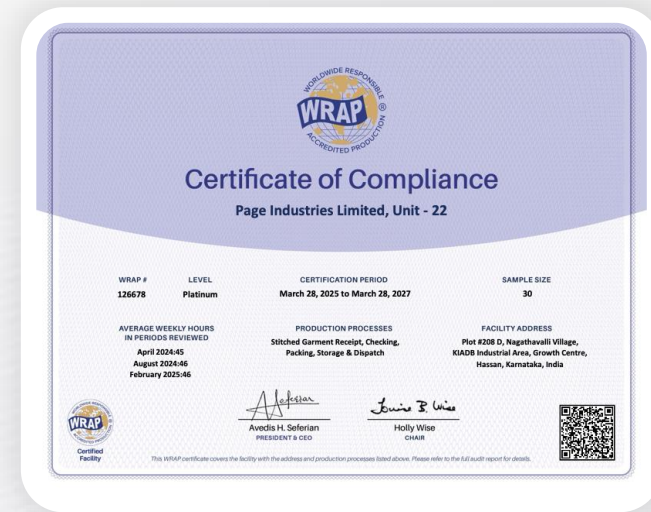 WORLDWIDE RESPONSIBLE
WRAP
®
ACCREDITED PRODUCTION
Certificate of Compliance
Page Industries Limited, Unit - 22
WRAP # LEVEL CERTIFICATION PERIOD SAMPLE SIZE
126678 Platinum March 28, 2025 to March 28, 2027 30
AVERAGE WEEKLY HOURS
IN PERIODS REVIEWED
April 2024:45
August 2024:46
February 2025:46
PRODUCTION PROCESSES
Stitched Garment Receipt, Checking,
Packing, Storage & Dispatch
FACILITY ADDRESS
Plot #208 D, Nagathavalli Village,
KIADB Industrial Area, Growth Centre,
Hassan, Karnataka, India
Avedis H. Seferian
PRESIDENT & CEO
Holly Wise
CHAIR
WRAP
Certified
Facility
This WRAP certificate covers the facility with the address and production processes listed above. Please refer to the full audit report for details.